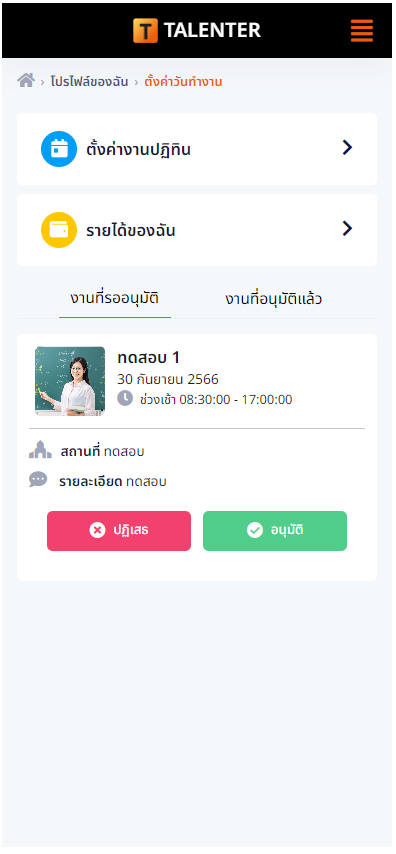 T TALENTER
› โปรไฟล์ของฉัน › ตั้งค่าวันทำงาน
ตั้งค่างานปฏิทิน
รายได้ของฉัน
งานที่รออนุมัติ งานที่อนุมัติแล้ว
ทดสอบ 1
30 กันยายน 2566
ช่วงเช้า 08:30:00 - 17:00:00
สถานที่ ทดสอบ
รายละเอียด ทดสอบ
ปฏิเสธ อนุมัติ